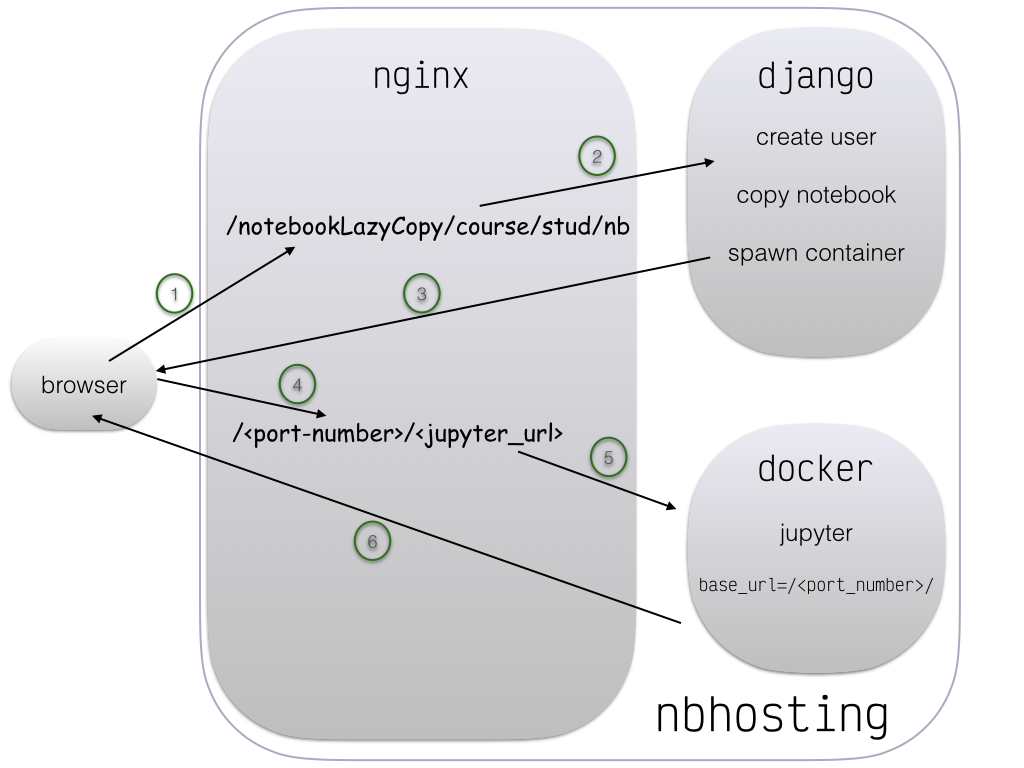 nginx
django
create user
2
copy notebook
/notebookLazyCopy/course/stud/nb
spawn container
1
3
browser
4
/<port-number>/<jupyter_url>
5
docker
jupyter
6
base_url=/<port_number>/
nbhosting